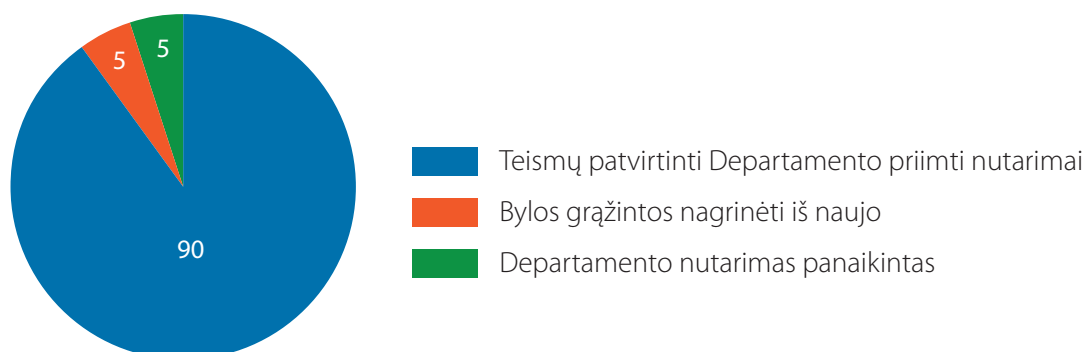 5
5
90
Teismų patvirtinti Departamento priimti nutarimai
Bylos grąžintos nagrinėti iš naujo
Departamento nutarimas panaikintas